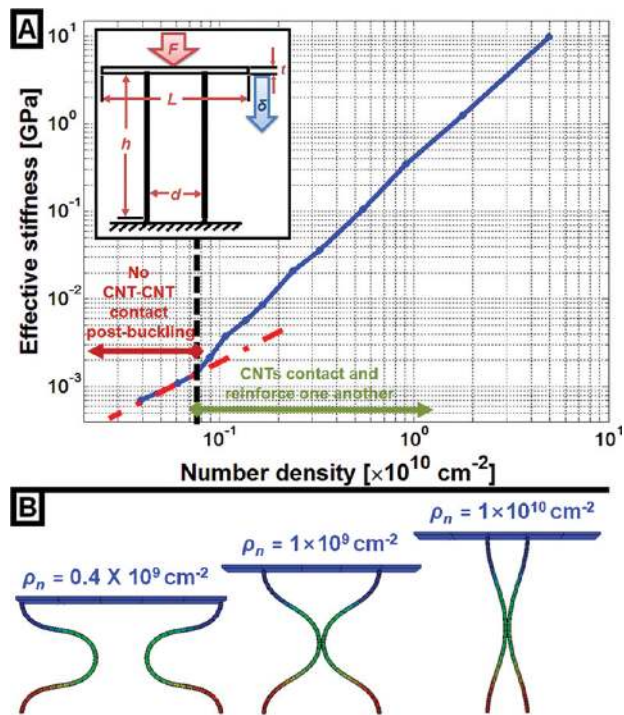 A
Effective stiffness [GPa]
10¹
10⁰
10⁻¹
10⁻²
10⁻³
F
t
L
δ
h
d
No
CNT-CNT
contact
post-buckling
CNTs contact and
reinforce one another
10⁻¹ 10⁰ 10¹
Number density [×10¹⁰ cm⁻²]
B
ρₙ = 0.4 X 10⁹ cm⁻²
ρₙ = 1×10⁹ cm⁻²
ρₙ = 1×10¹⁰ cm⁻²